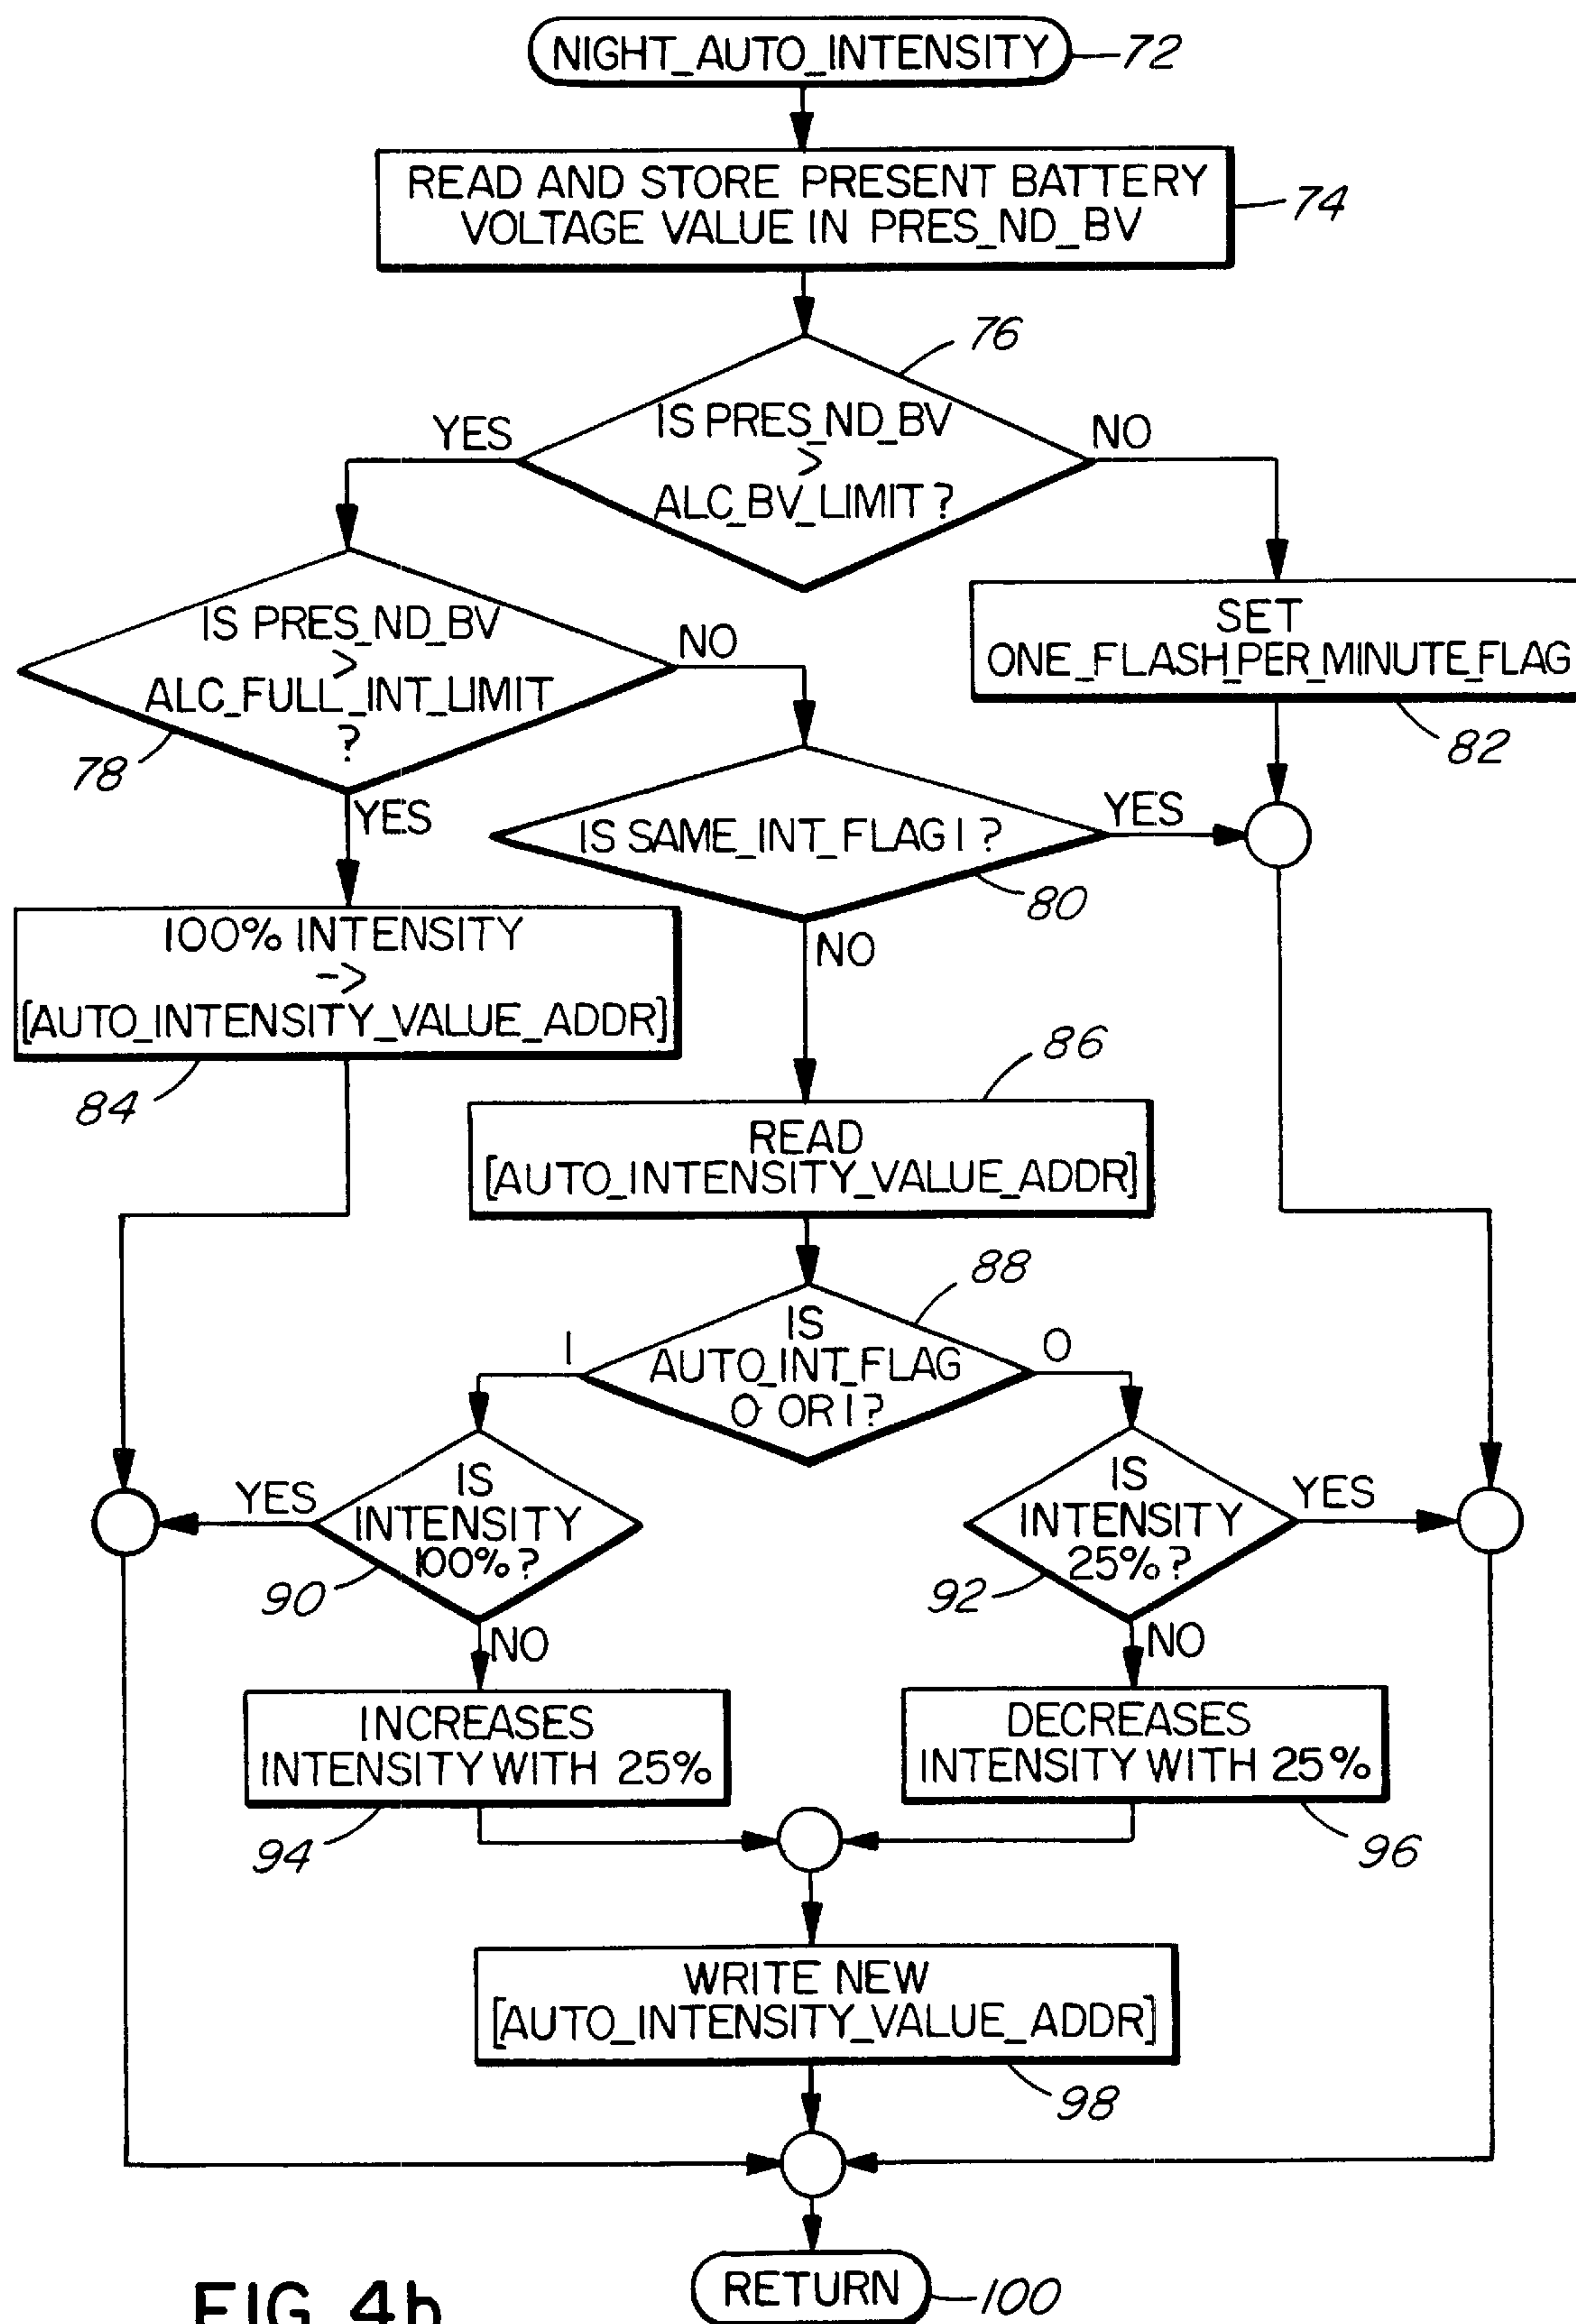 NIGHT_AUTO_INTENSITY
72
READ AND STORE PRESENT BATTERY
VOLTAGE VALUE IN PRES_ND_BV
74
76
IS PRES_ND_BV
>
ALC_BV_LIMIT ?
YES
NO
IS PRES_ND_BV
>
ALC_FULL_INT_LIMIT
?
78
NO
YES
SET
ONE_FLASH_PER_MINUTE_FLAG
82
IS SAME_INT_FLAG 1 ?
YES
80
NO
100% INTENSITY
->
[AUTO_INTENSITY_VALUE_ADDR]
84
86
READ
[AUTO_INTENSITY_VALUE_ADDR]
88
IS
AUTO_INT_FLAG
0 OR 1 ?
1
0
IS
INTENSITY
100% ?
YES
90
NO
IS
INTENSITY
25% ?
YES
92
NO
INCREASES
INTENSITY WITH 25%
94
DECREASES
INTENSITY WITH 25%
96
WRITE NEW
[AUTO_INTENSITY_VALUE_ADDR]
98
RETURN
100
FIG. 4b